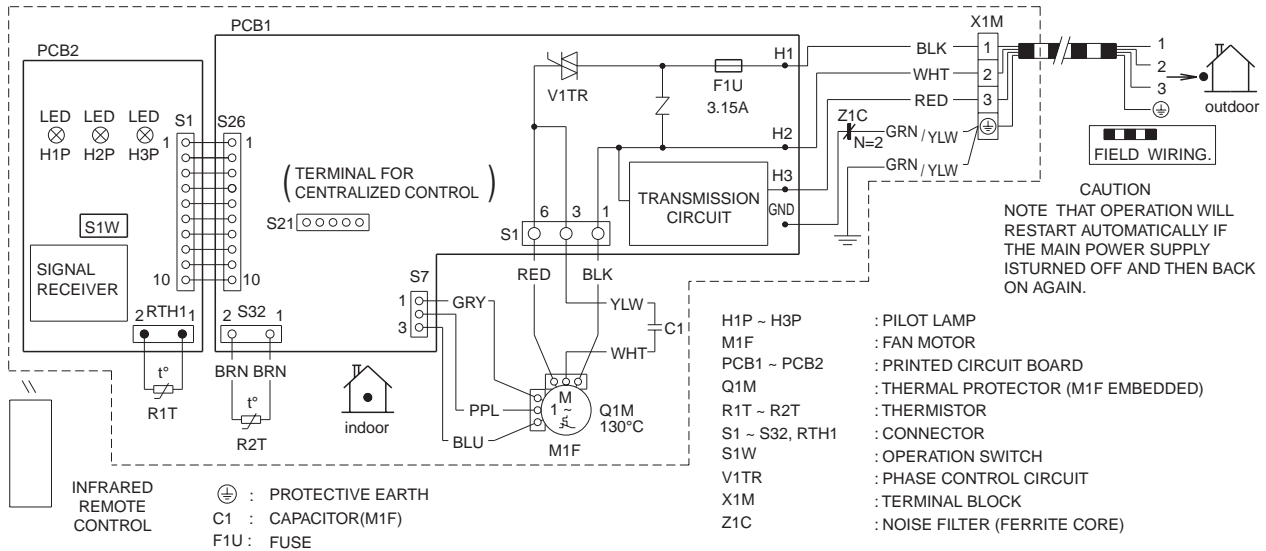 PCB1
X1M
PCB2
H1
BLK
1
1
V1TR
F1U
3.15A
WHT
2
2
RED
3
3
outdoor
LED LED LED
H1P H2P H3P
S1 S26
1 1
Z1C
N=2
GRN / YLW
H2
FIELD WIRING.
(TERMINAL FOR
CENTRALIZED CONTROL)
H3
GRN / YLW
TRANSMISSION
CIRCUIT
GND
CAUTION
NOTE THAT OPERATION WILL
RESTART AUTOMATICALLY IF
THE MAIN POWER SUPPLY
ISTURNED OFF AND THEN BACK
ON AGAIN.
S21
S1W
6 3 1
S1
SIGNAL
RECEIVER
10 10
RED BLK
S7
1
3
GRY
YLW
C1
WHT
2 RTH1 1
2 S32 1
BRN BRN
t°
R1T
t°
R2T
indoor
PPL
BLU
M
1 ~
Q1M
130°C
M1F
H1P ~ H3P : PILOT LAMP
M1F : FAN MOTOR
PCB1 ~ PCB2 : PRINTED CIRCUIT BOARD
Q1M : THERMAL PROTECTOR (M1F EMBEDDED)
R1T ~ R2T : THERMISTOR
S1 ~ S32, RTH1 : CONNECTOR
S1W : OPERATION SWITCH
V1TR : PHASE CONTROL CIRCUIT
X1M : TERMINAL BLOCK
Z1C : NOISE FILTER (FERRITE CORE)
INFRARED
REMOTE
CONTROL
: PROTECTIVE EARTH
C1 : CAPACITOR(M1F)
F1U : FUSE